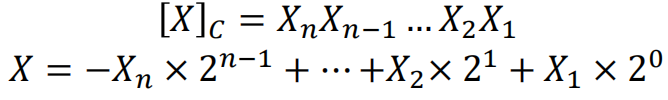 [X]_C = X_n X_{n-1} … X_2 X_1
X = −X_n × 2^{n−1} + ⋯ + X_2 × 2^1 + X_1 × 2^0